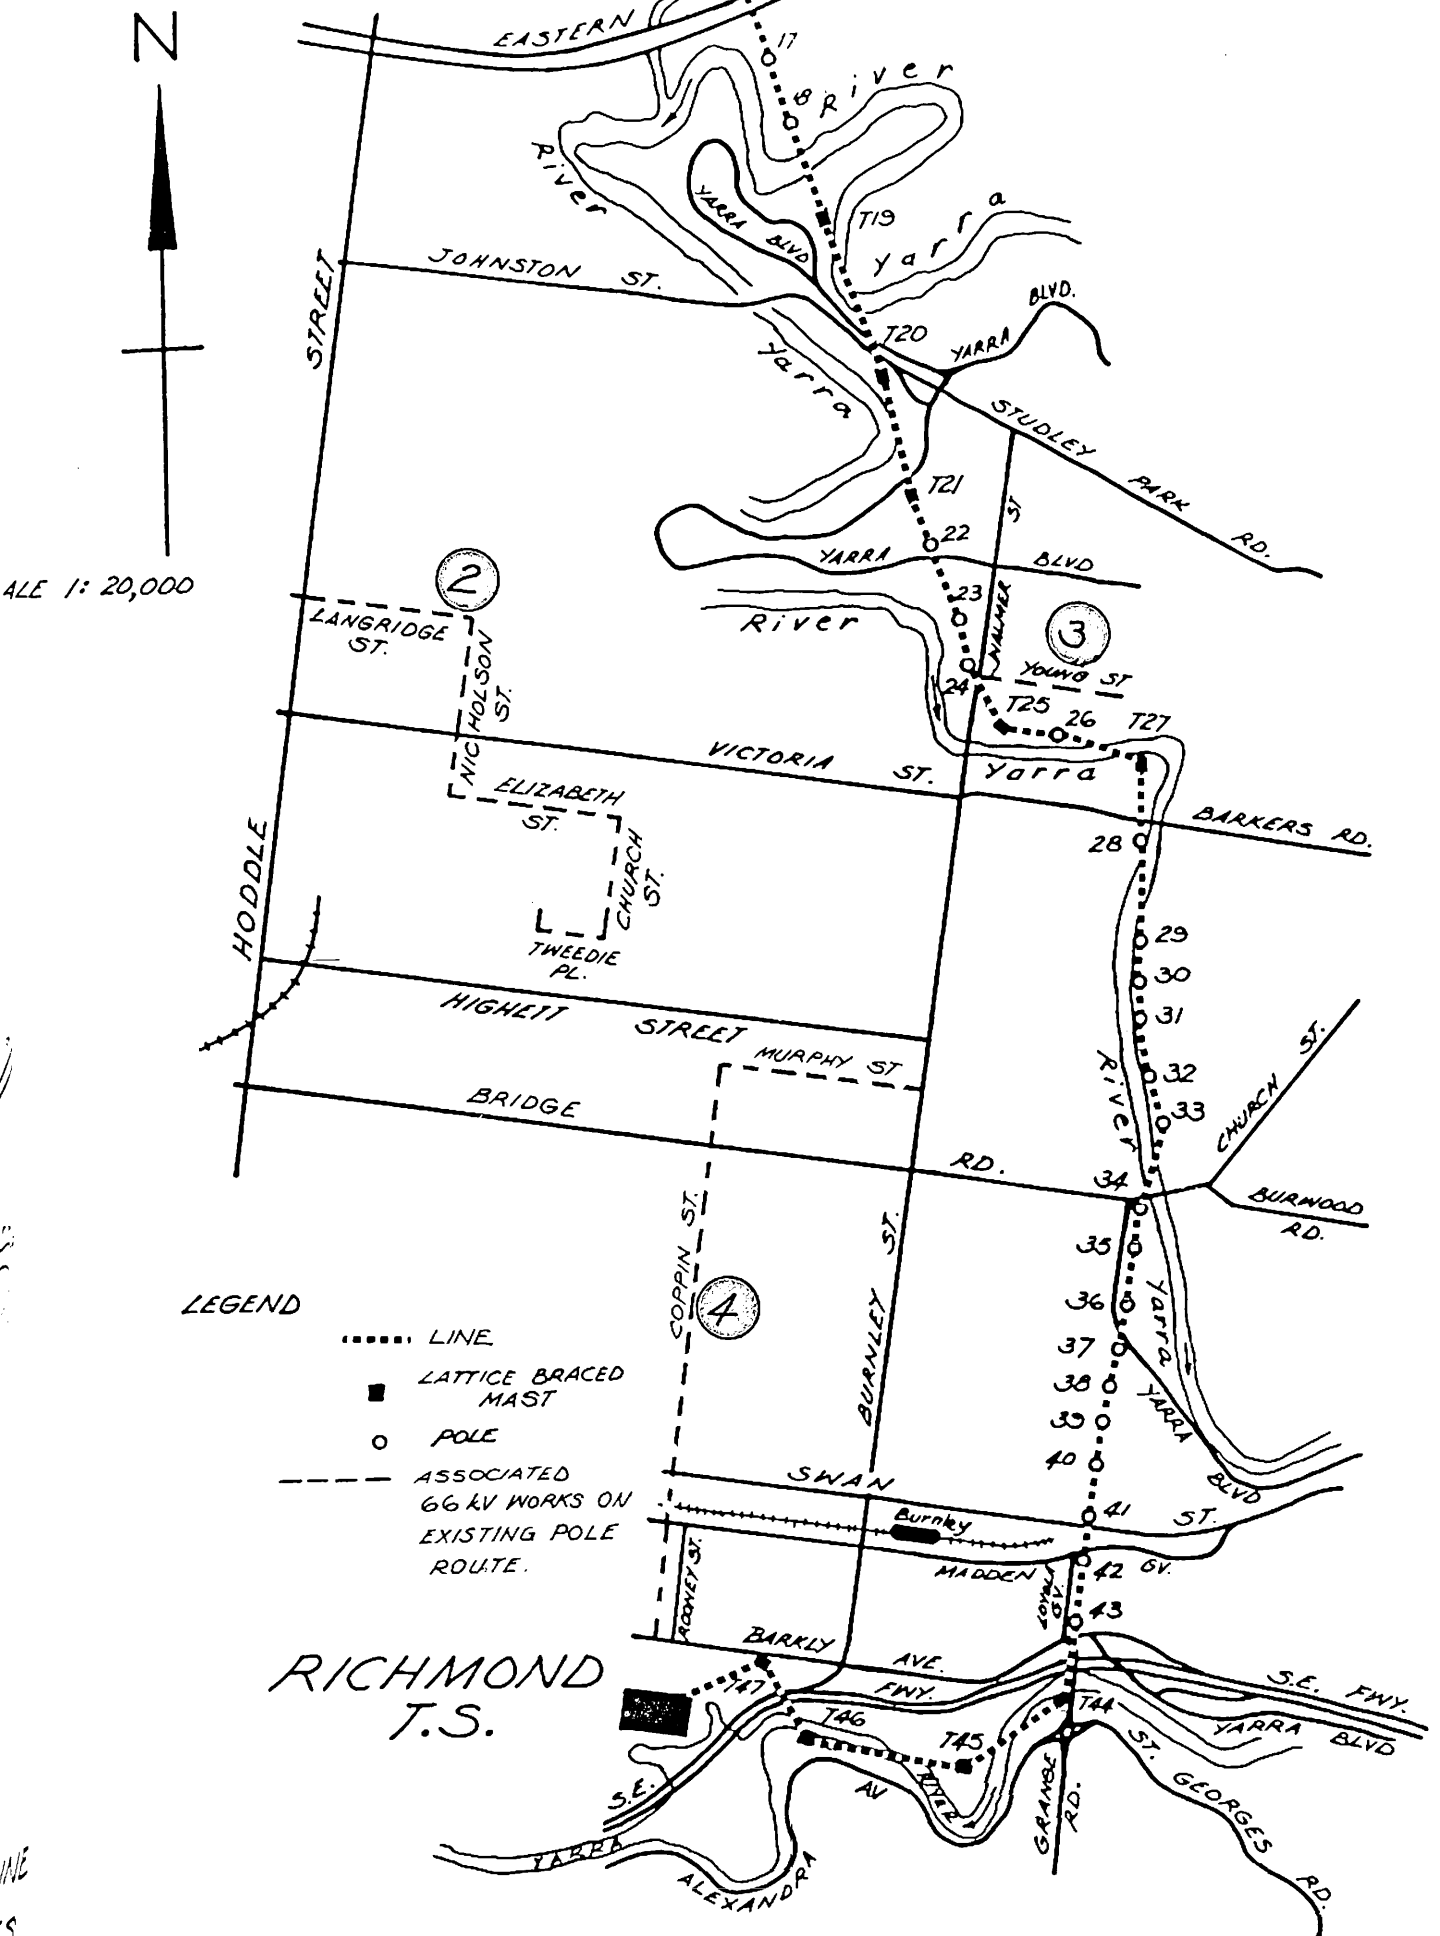 N
EASTERN
17
18
River
River
YARRA BLVD
T19
Yarra
JOHNSTON ST.
BLVD.
T20
YARRA
Yarra
STREET
STUDLEY PARK RD.
T21
ST
22
YARRA BLVD
ALE 1: 20,000
2
23
LANGRIDGE
ST.
River
NALMER
3
NICHOLSON
ST.
YOUNG ST
24
T25
26
T27
VICTORIA ST.
Yarra
ELIZABETH
ST.
BARKERS RD.
28
HODDLE
CHURCH
ST.
29
TWEEDIE
PL.
30
HIGHETT STREET
31
MURPHY ST
River
32
CHURCH ST.
BRIDGE RD.
33
34
BURWOOD
RD.
COPPIN ST.
35
LEGEND
4
36
Yarra
LINE
BURNLEY ST.
37
LATTICE BRACED
MAST
38
YARRA
39
POLE
40
BLVD
ASSOCIATED
66 kV WORKS ON
EXISTING POLE
ROUTE.
SWAN ST.
41
Burnley
MADDEN GV.
42
ROONEY ST.
LOYOLA
GV.
43
BARKLY AVE.
RICHMOND
T.S.
T47
FWY.
S.E. FWY.
T46
T44
YARRA BLVD
T45
ST. GEORGES RD.
S.E.
AV
RIVER
GRANGE
RD.
YARRA
ALEXANDRA
INE